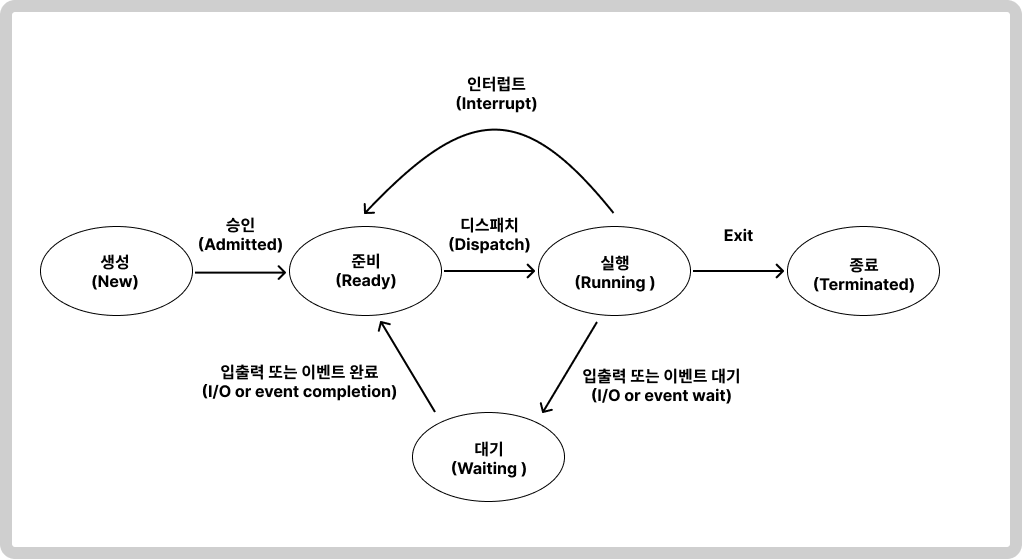 인터럽트
(Interrupt)
승인
(Admitted)
디스패치
(Dispatch)
Exit
생성
(New)
준비
(Ready)
실행
(Running )
종료
(Terminated)
입출력 또는 이벤트 완료
(I/O or event completion)
입출력 또는 이벤트 대기
(I/O or event wait)
대기
(Waiting )